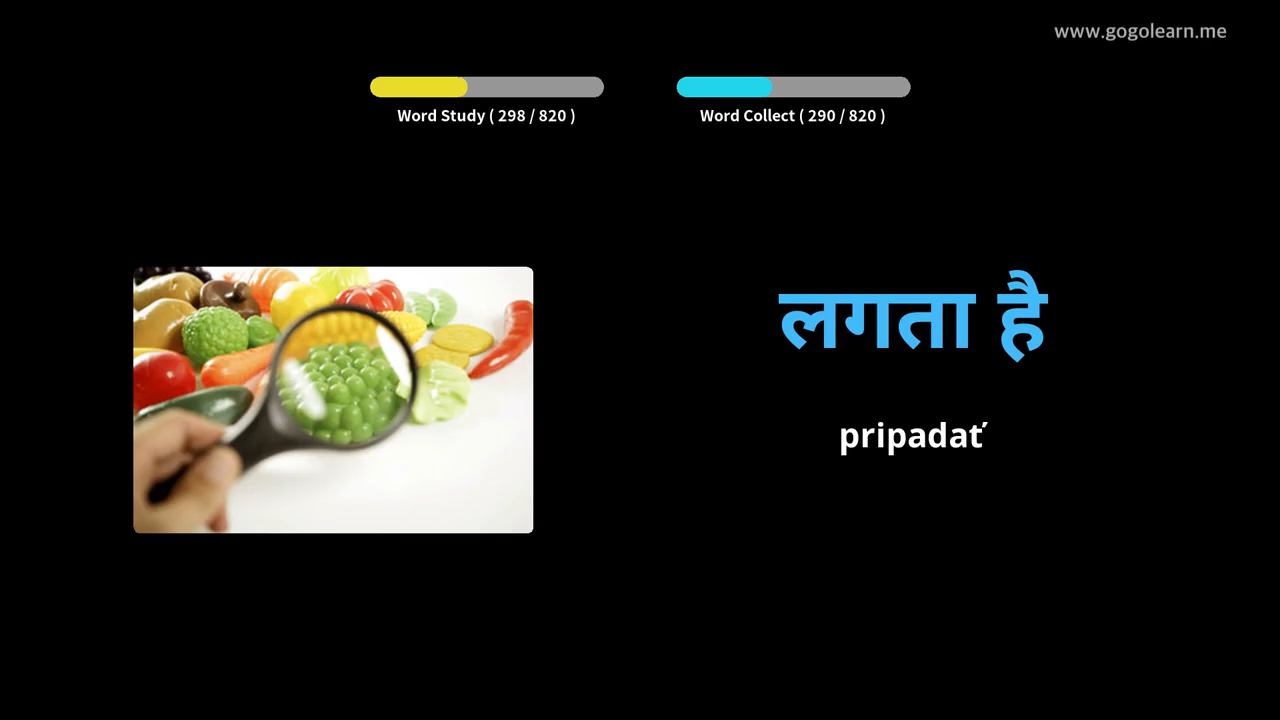 www.gogolearn.me
Word Study ( 298 / 820 )
Word Collect ( 290 / 820 )
लगता है
pripadať